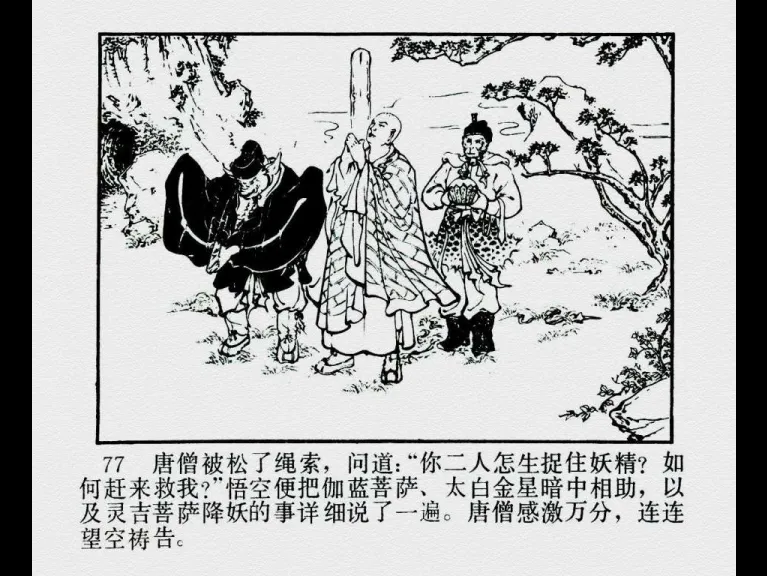 77 唐僧被松了绳索，问道：“你二人怎生捉住妖精？如
何赶来救我？”悟空便把伽蓝菩萨、太白金星暗中相助，以
及灵吉菩萨降妖的事详细说了一遍。唐僧感激万分，连连
望空祷告。